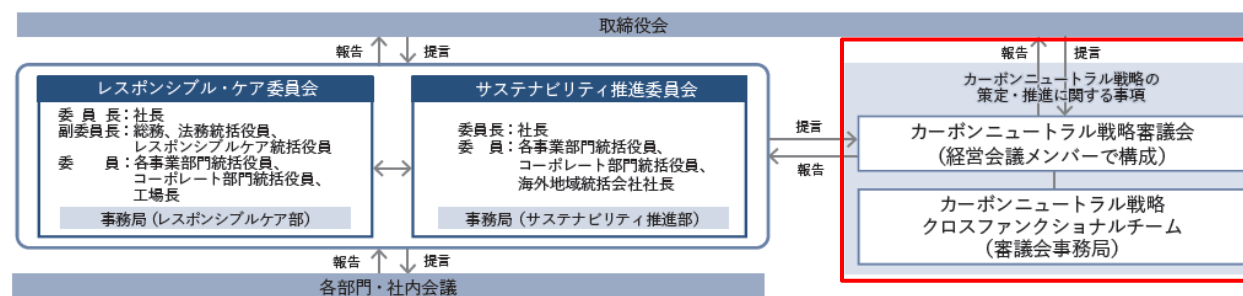 取締役会
報告
提言
レスポンシブル・ケア委員会
委 員 長：社長
副委員長：総務、法務統括役員、
レスポンシブルケア統括役員
委　　員：各事業部門統括役員、
コーポレート部門統括役員、
工場長
事務局（レスポンシブルケア部）
サステナビリティ推進委員会
委員長：社長
委　員：各事業部門統括役員、
コーポレート部門統括役員、
海外地域統括会社社長
事務局（サステナビリティ推進部）
提言
報告
報告
提言
カーボンニュートラル戦略の
策定・推進に関する事項
カーボンニュートラル戦略審議会
（経営会議メンバーで構成）
カーボンニュートラル戦略
クロスファンクショナルチーム
（審議会事務局）
報告
提言
各部門・社内会議